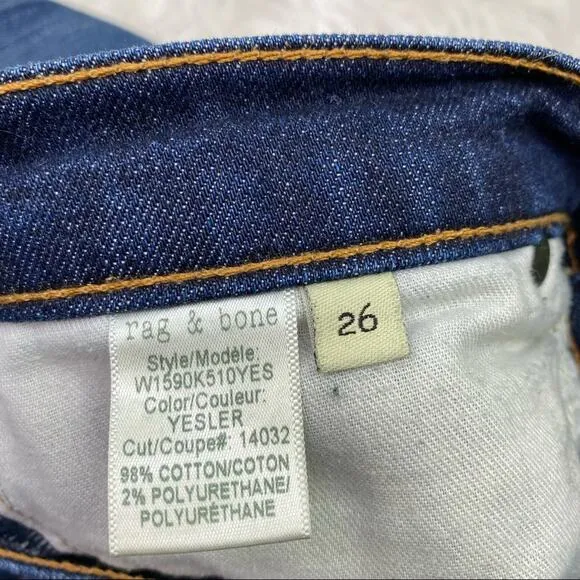 rag & bone
Style/Modèle:
W1590K510YES
Color/Couleur:
YESLER
Cut/Coupe#: 14032
98% COTTON/COTON
2% POLYURETHANE/
POLYURÉTHANE
26